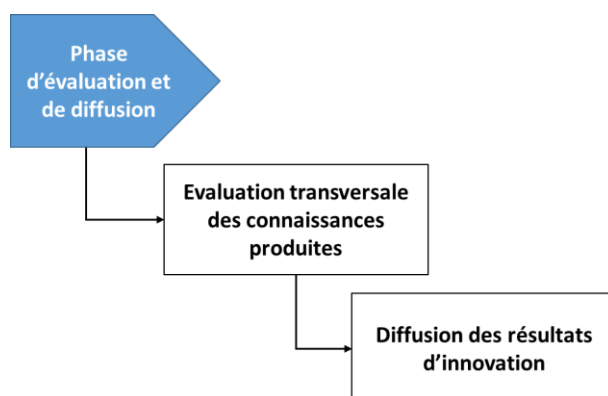 Phase
d’évaluation et
de diffusion
Evaluation transversale
des connaissances
produites
Diffusion des résultats
d’innovation